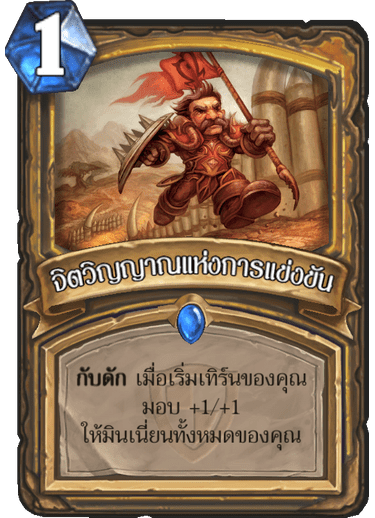 1
จิตวิญญาณแห่งการแข่งขัน
กับดัก เมื่อเริ่มเทิร์นของคุณ
มอบ +1/+1
ให้มินเนี่ยนทั้งหมดของคุณ